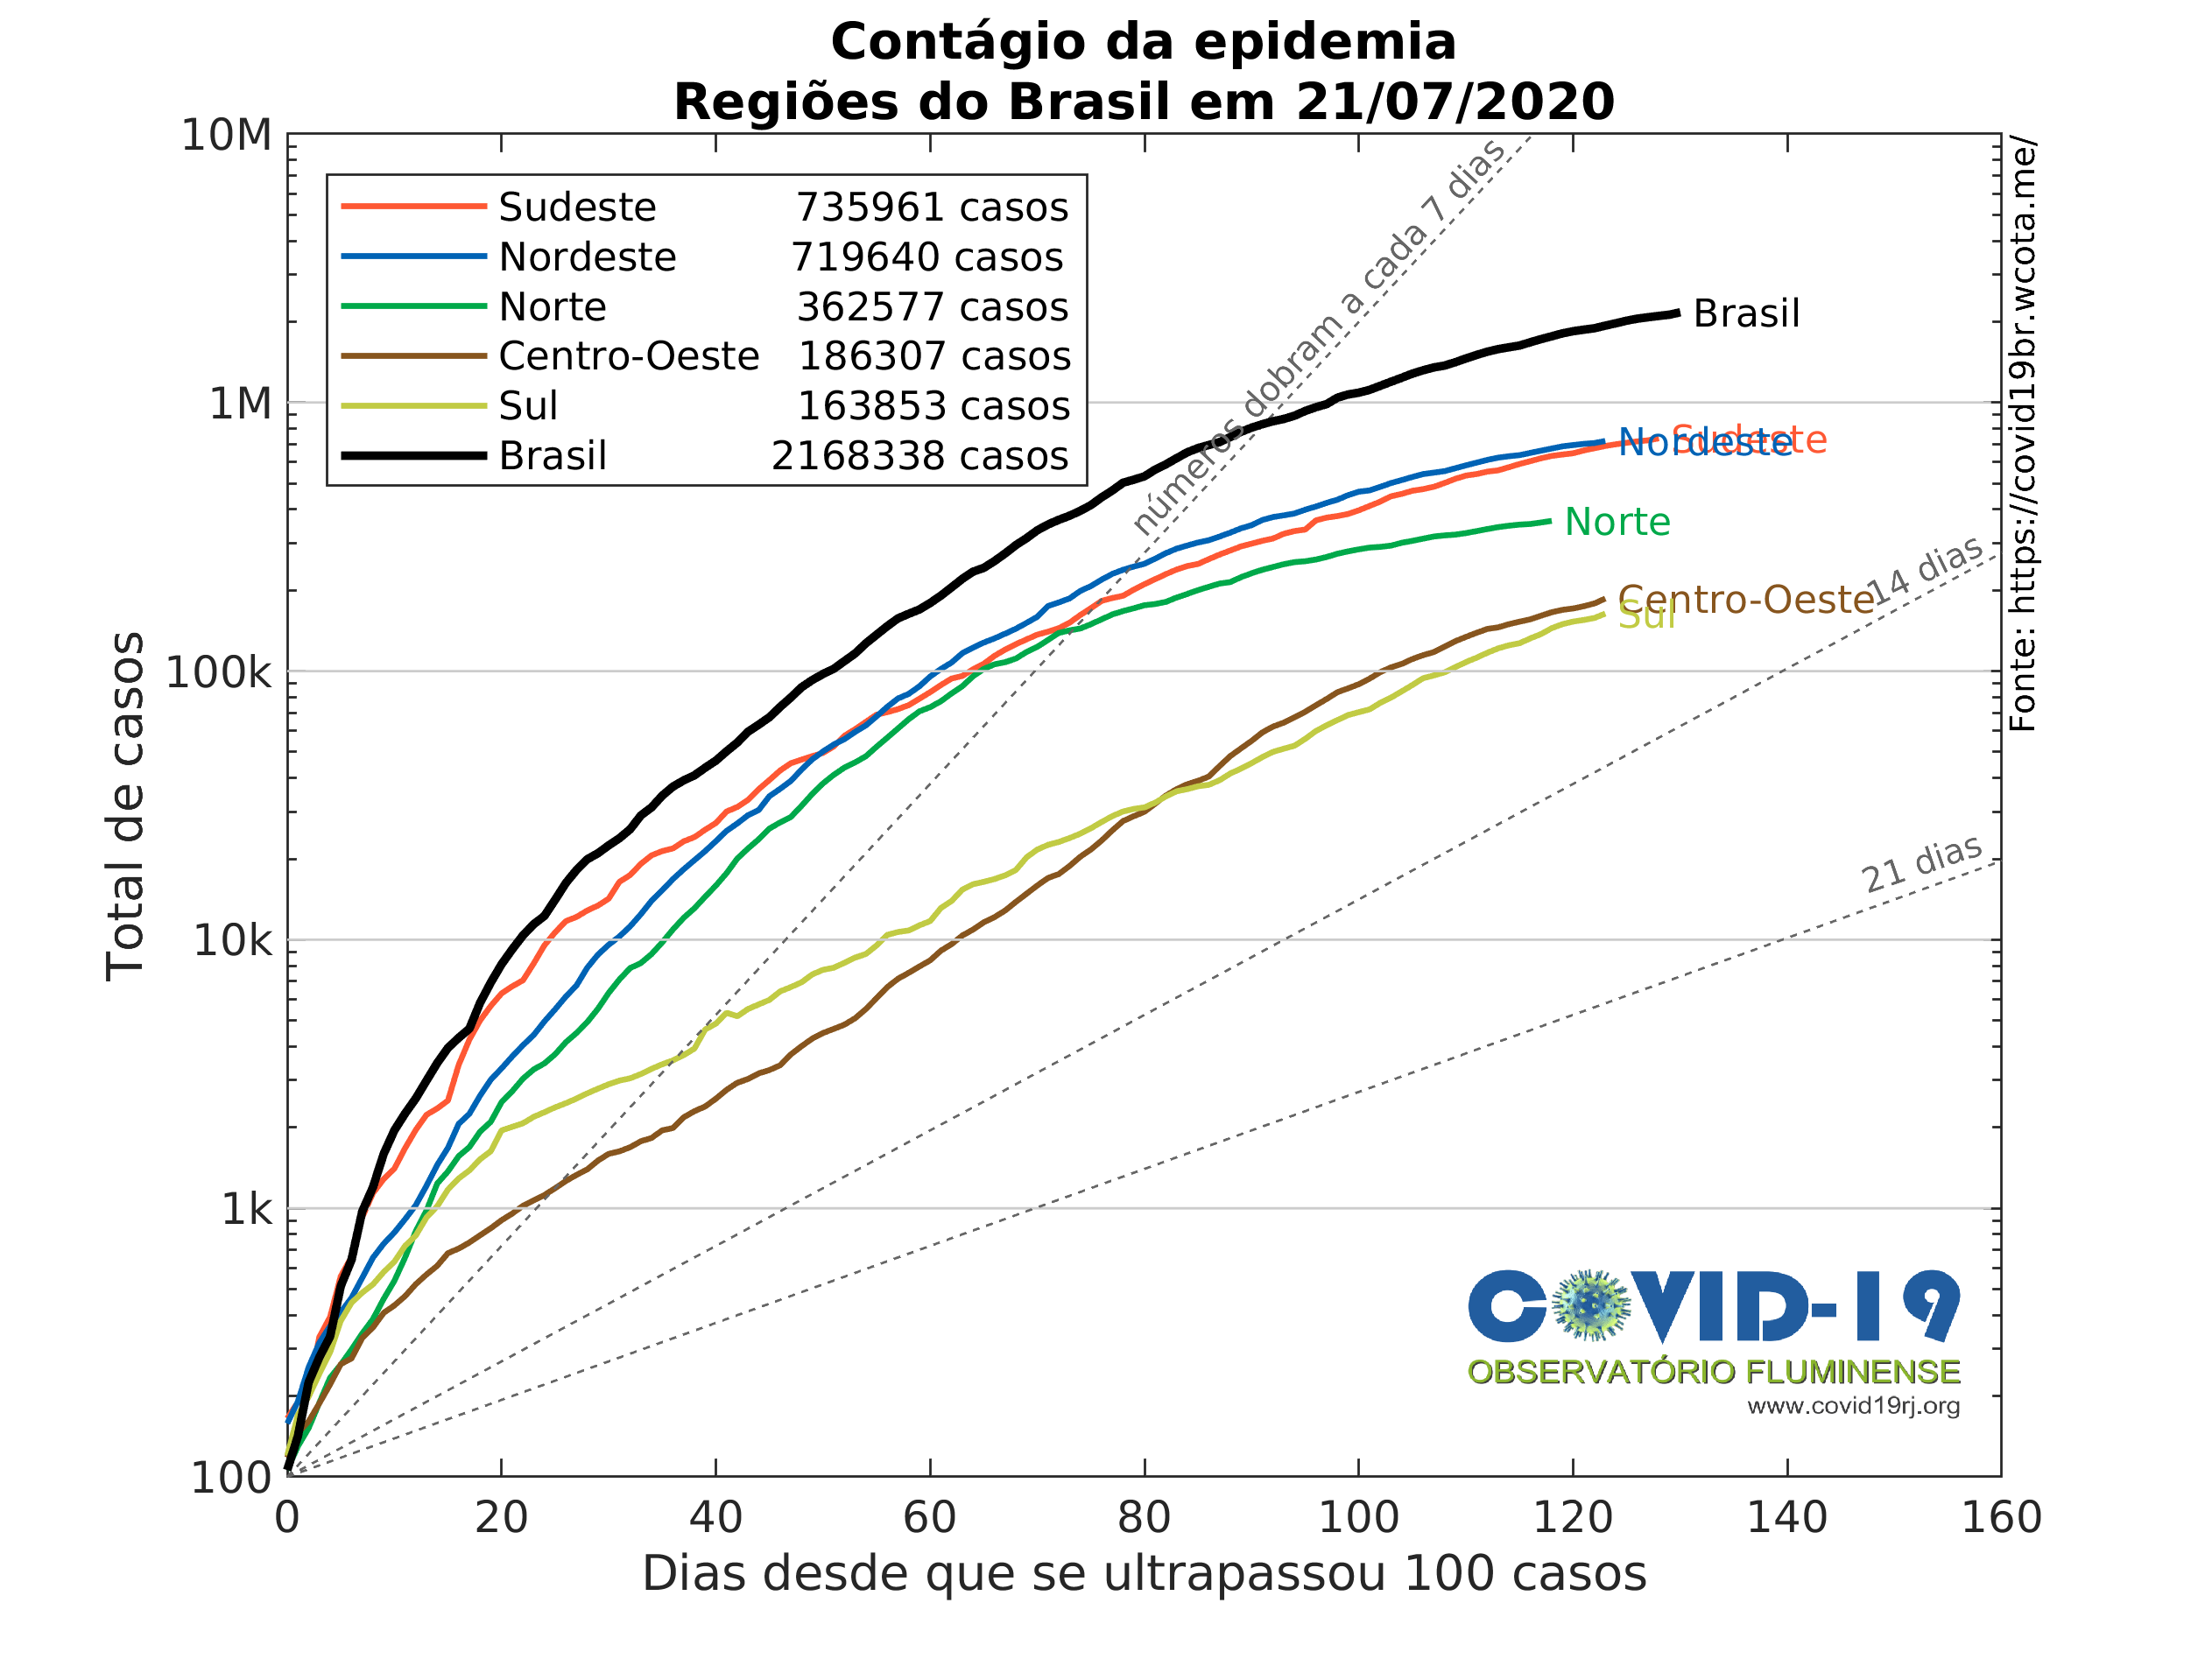 Contágio da epidemia
Regiões do Brasil em 21/07/2020
10M
1M
100k
10k
1k
100
Total de casos
Sudeste 735961 casos
Nordeste 719640 casos
Norte 362577 casos
Centro-Oeste 186307 casos
Sul 163853 casos
Brasil 2168338 casos
números dobram a cada 7 dias
14 dias
21 dias
Brasil
Sudeste
Nordeste
Norte
Centro-Oeste
Sul
Fonte: https://covid19br.wcota.me/
COVID-19
OBSERVATÓRIO FLUMINENSE
www.covid19rj.org
0 20 40 60 80 100 120 140 160
Dias desde que se ultrapassou 100 casos